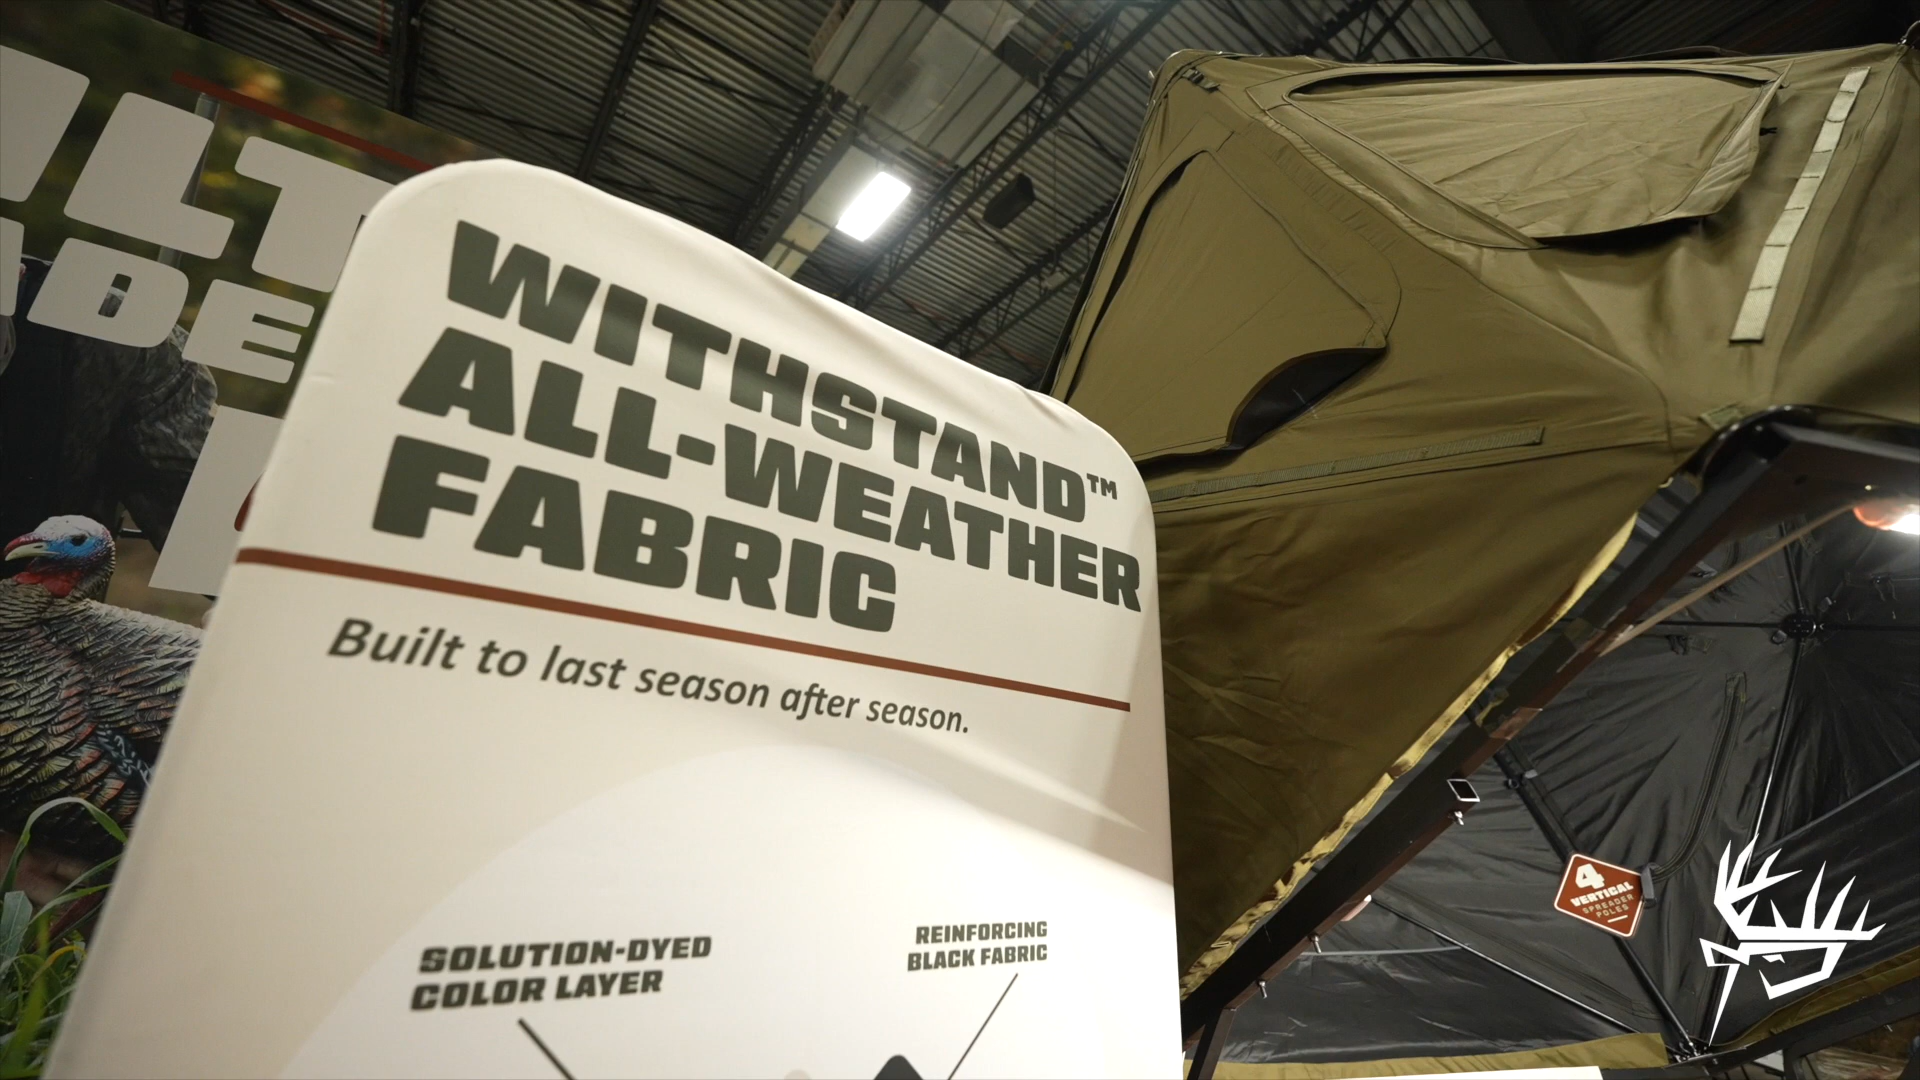 WITHSTAND™
ALL-WEATHER
FABRIC
Built to last season after season.
SOLUTION-DYED
COLOR LAYER
REINFORCING
BLACK FABRIC
4
VERTICAL
SPREADER
POLES